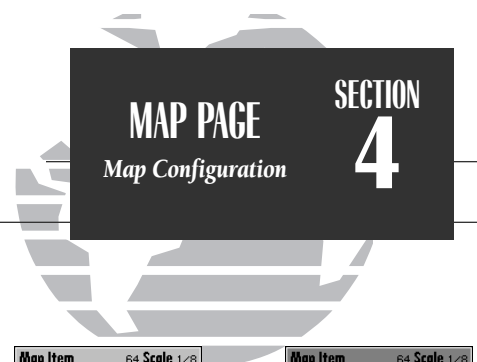 MAP PAGE
Map Configuration
SECTION
4
Map Item 64 Scale 1/8
Map Item 64 Scale 1/8